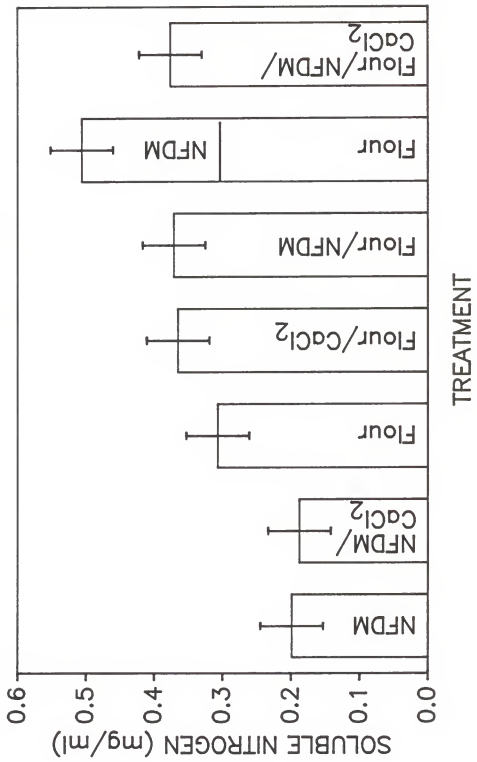 SOLUBLE NITROGEN (mg/ml)
0.6
0.5
0.4
0.3
0.2
0.1
0.0
NFDM
NFDM/
CaCl2
Flour
Flour/CaCl2
Flour/NFDM
NFDM
Flour
Flour/NFDM/
CaCl2
TREATMENT